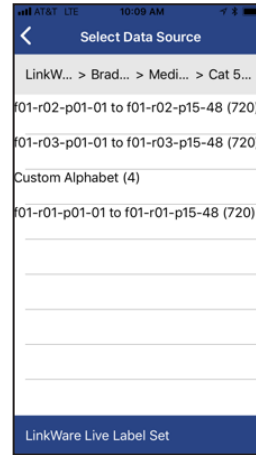 AT&T LTE 10:09 AM
Select Data Source
LinkW... > Brad... > Medi... > Cat 5...
f01-r02-p01-01 to f01-r02-p15-48 (720)
f01-r03-p01-01 to f01-r03-p15-48 (720)
Custom Alphabet (4)
f01-r01-p01-01 to f01-r01-p15-48 (720)
LinkWare Live Label Set